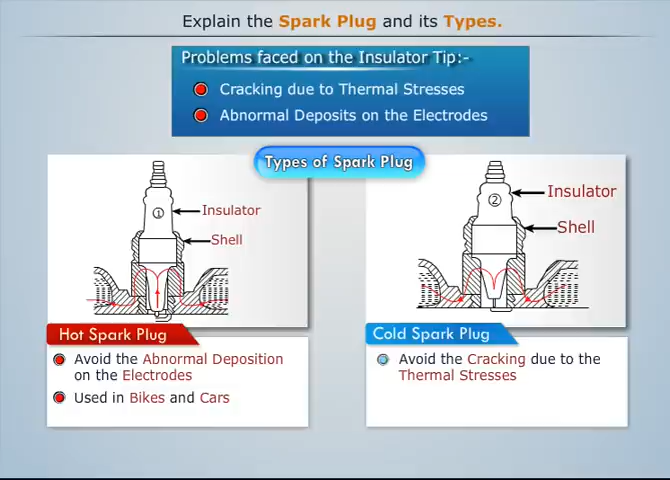 Explain the Spark Plug and its Types.
Problems faced on the Insulator Tip:-
Cracking due to Thermal Stresses
Abnormal Deposits on the Electrodes
Types of Spark Plug
1
Insulator
Shell
Hot Spark Plug
Avoid the Abnormal Deposition
on the Electrodes
Used in Bikes and Cars
2
Insulator
Shell
Cold Spark Plug
Avoid the Cracking due to the
Thermal Stresses